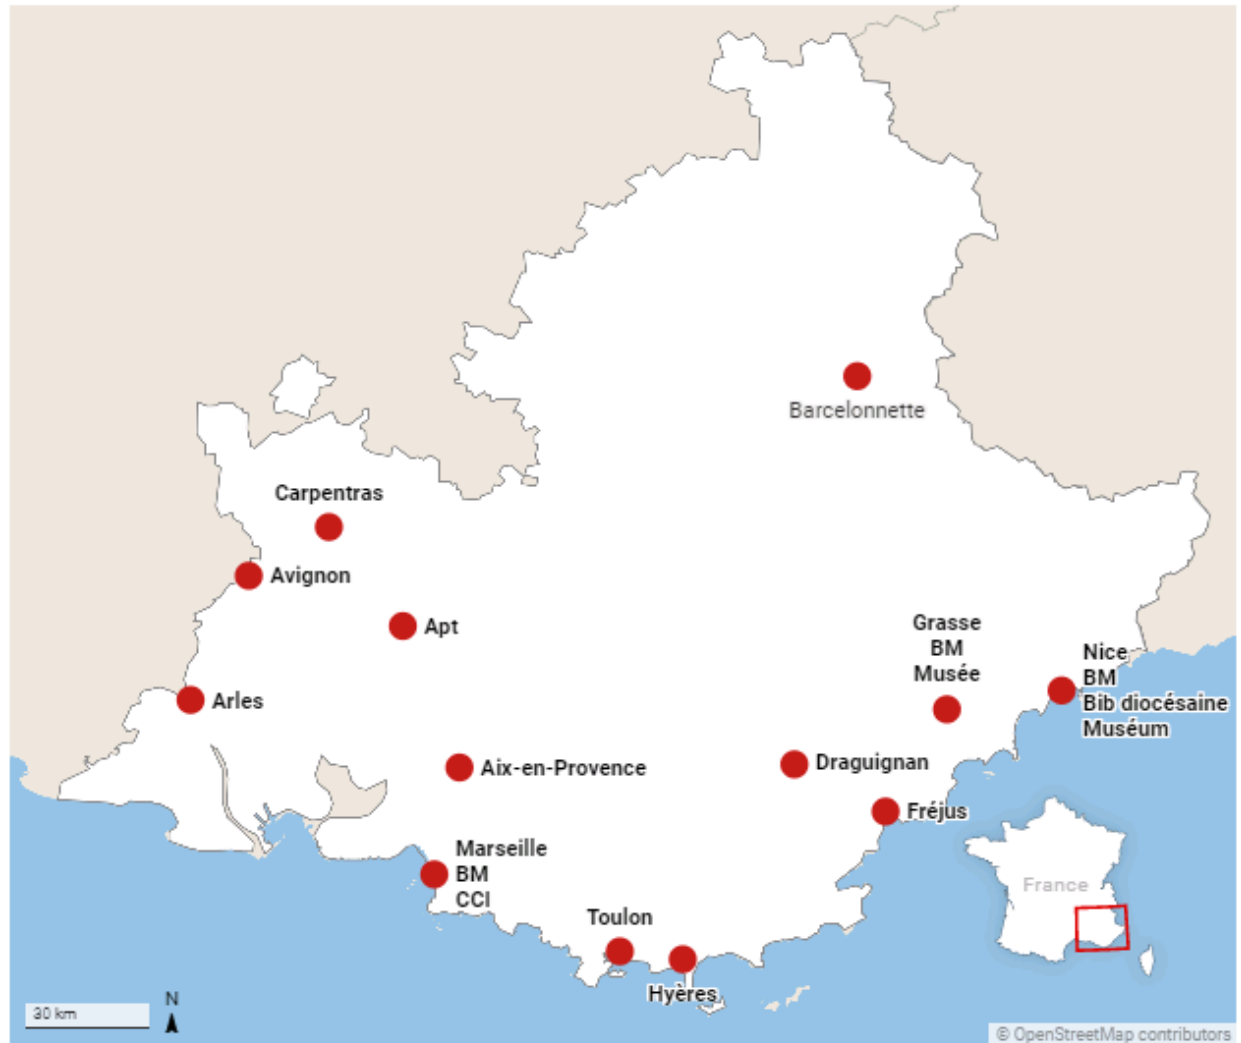 Barcelonnette
Carpentras
Avignon
Apt
Grasse
BM
Musée
Nice
BM
Bib diocésaine
Muséum
Arles
Aix-en-Provence
Draguignan
Fréjus
Marseille
BM
CCI
France
Toulon
Hyères
30 km
N
© OpenStreetMap contributors